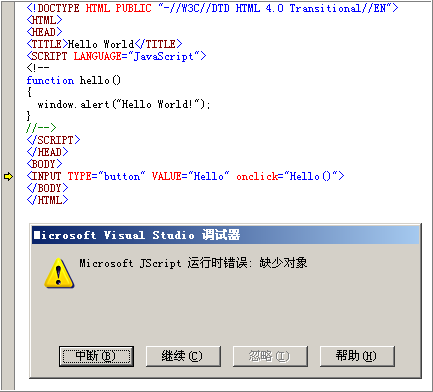 <!DOCTYPE HTML PUBLIC "-//W3C//DTD HTML 4.0 Transitional//EN">
<HTML>
<HEAD>
<TITLE>Hello World</TITLE>
<SCRIPT LANGUAGE="JavaScript">
<!--
function hello()
{
  window.alert("Hello World!");
}
//-->
</SCRIPT>
</HEAD>
<BODY>
<INPUT TYPE="button" VALUE="Hello" onclick="Hello()">
</BODY>
</HTML>
Microsoft Visual Studio 调试器
Microsoft JScript 运行时错误: 缺少对象
中断(B) 继续(C) 忽略(I) 帮助(H)